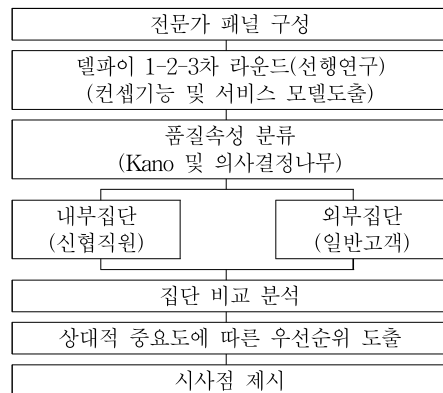 전문가 패널 구성
델파이 1-2-3차 라운드(선행연구)
(컨셉기능 및 서비스 모델도출)
품질속성 분류
(Kano 및 의사결정나무)
내부집단
(신협직원)
외부집단
(일반고객)
집단 비교 분석
상대적 중요도에 따른 우선순위 도출
시사점 제시